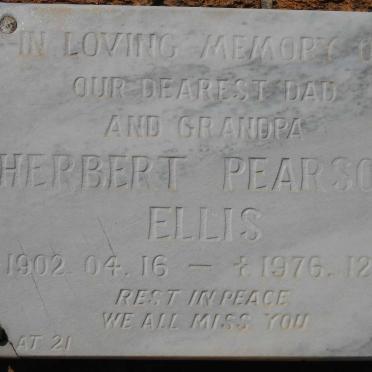 IN LOVING MEMORY O
OUR DEAREST DAD
AND GRANDPA
HERBERT PEARSO
ELLIS
1902.04.16 — † 1976.12
REST IN PEACE
WE ALL MISS YOU
AT 21